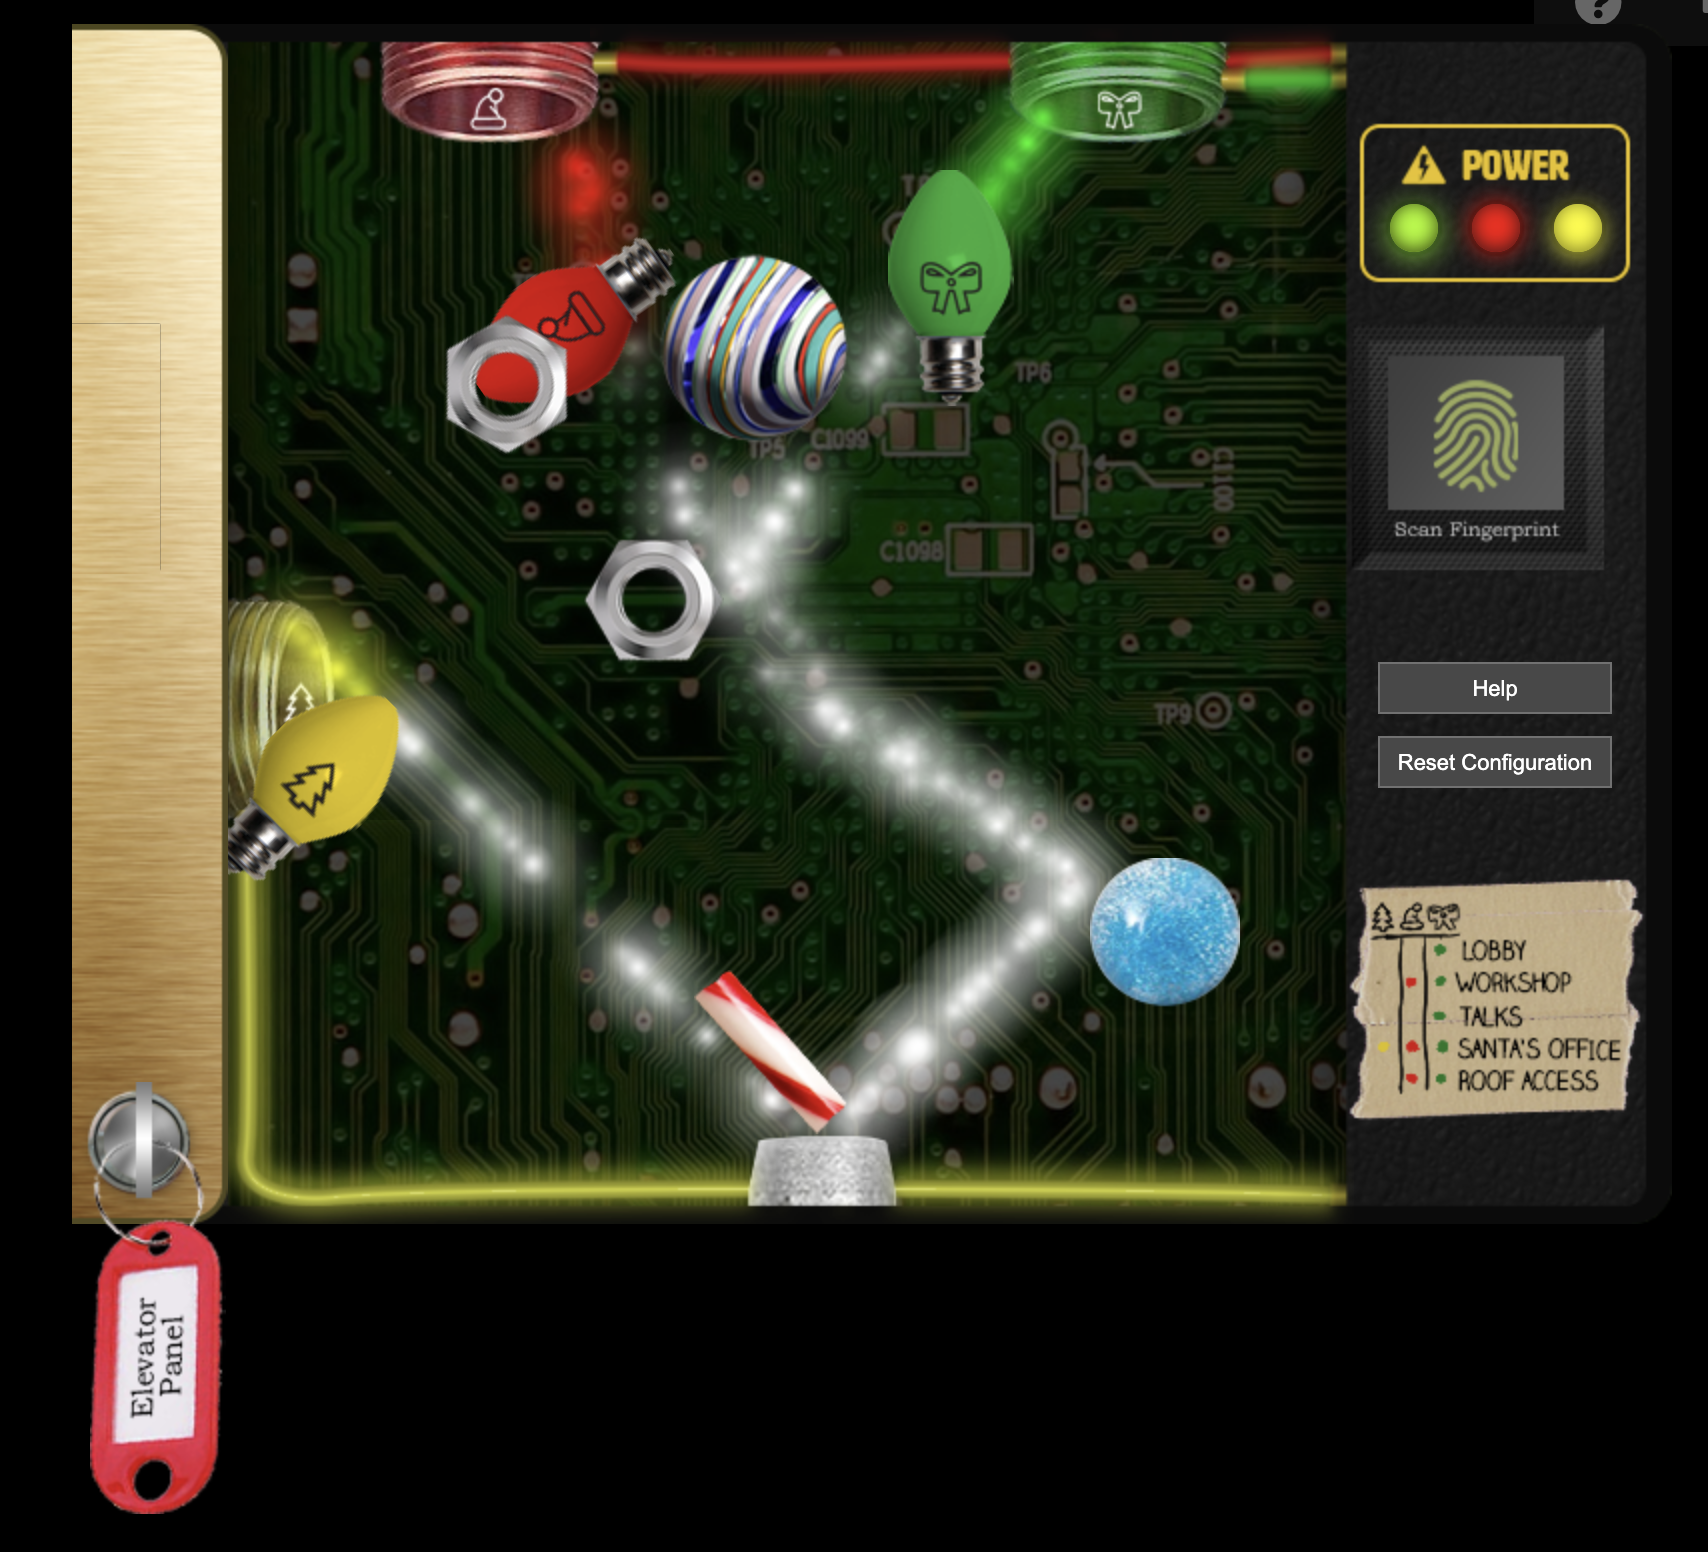 ?
POWER
TP6
TP5
C1099
C1100
C1098
Scan Fingerprint
Help
TP9
Reset Configuration
LOBBY
WORKSHOP
TALKS
SANTA'S OFFICE
ROOF ACCESS
Elevator
Panel